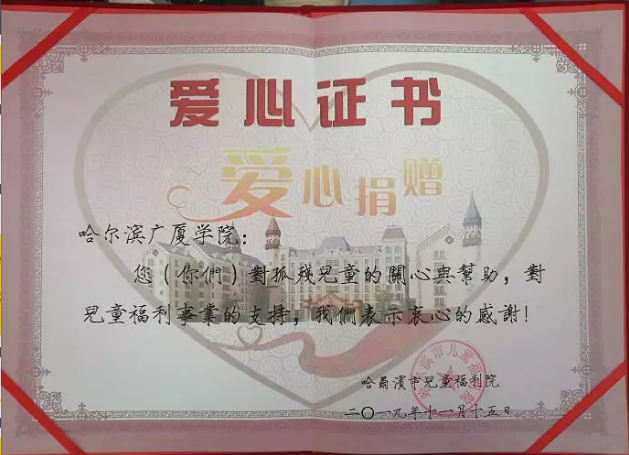 爱心证书
爱心捐赠
哈尔滨广厦学院：
您（你們）對孤残兒童的關心與幫助，對
兒童福利事業的支持，我們表示衷心的感謝！
哈爾濱市兒童福利院
二〇一九年十一月十五日